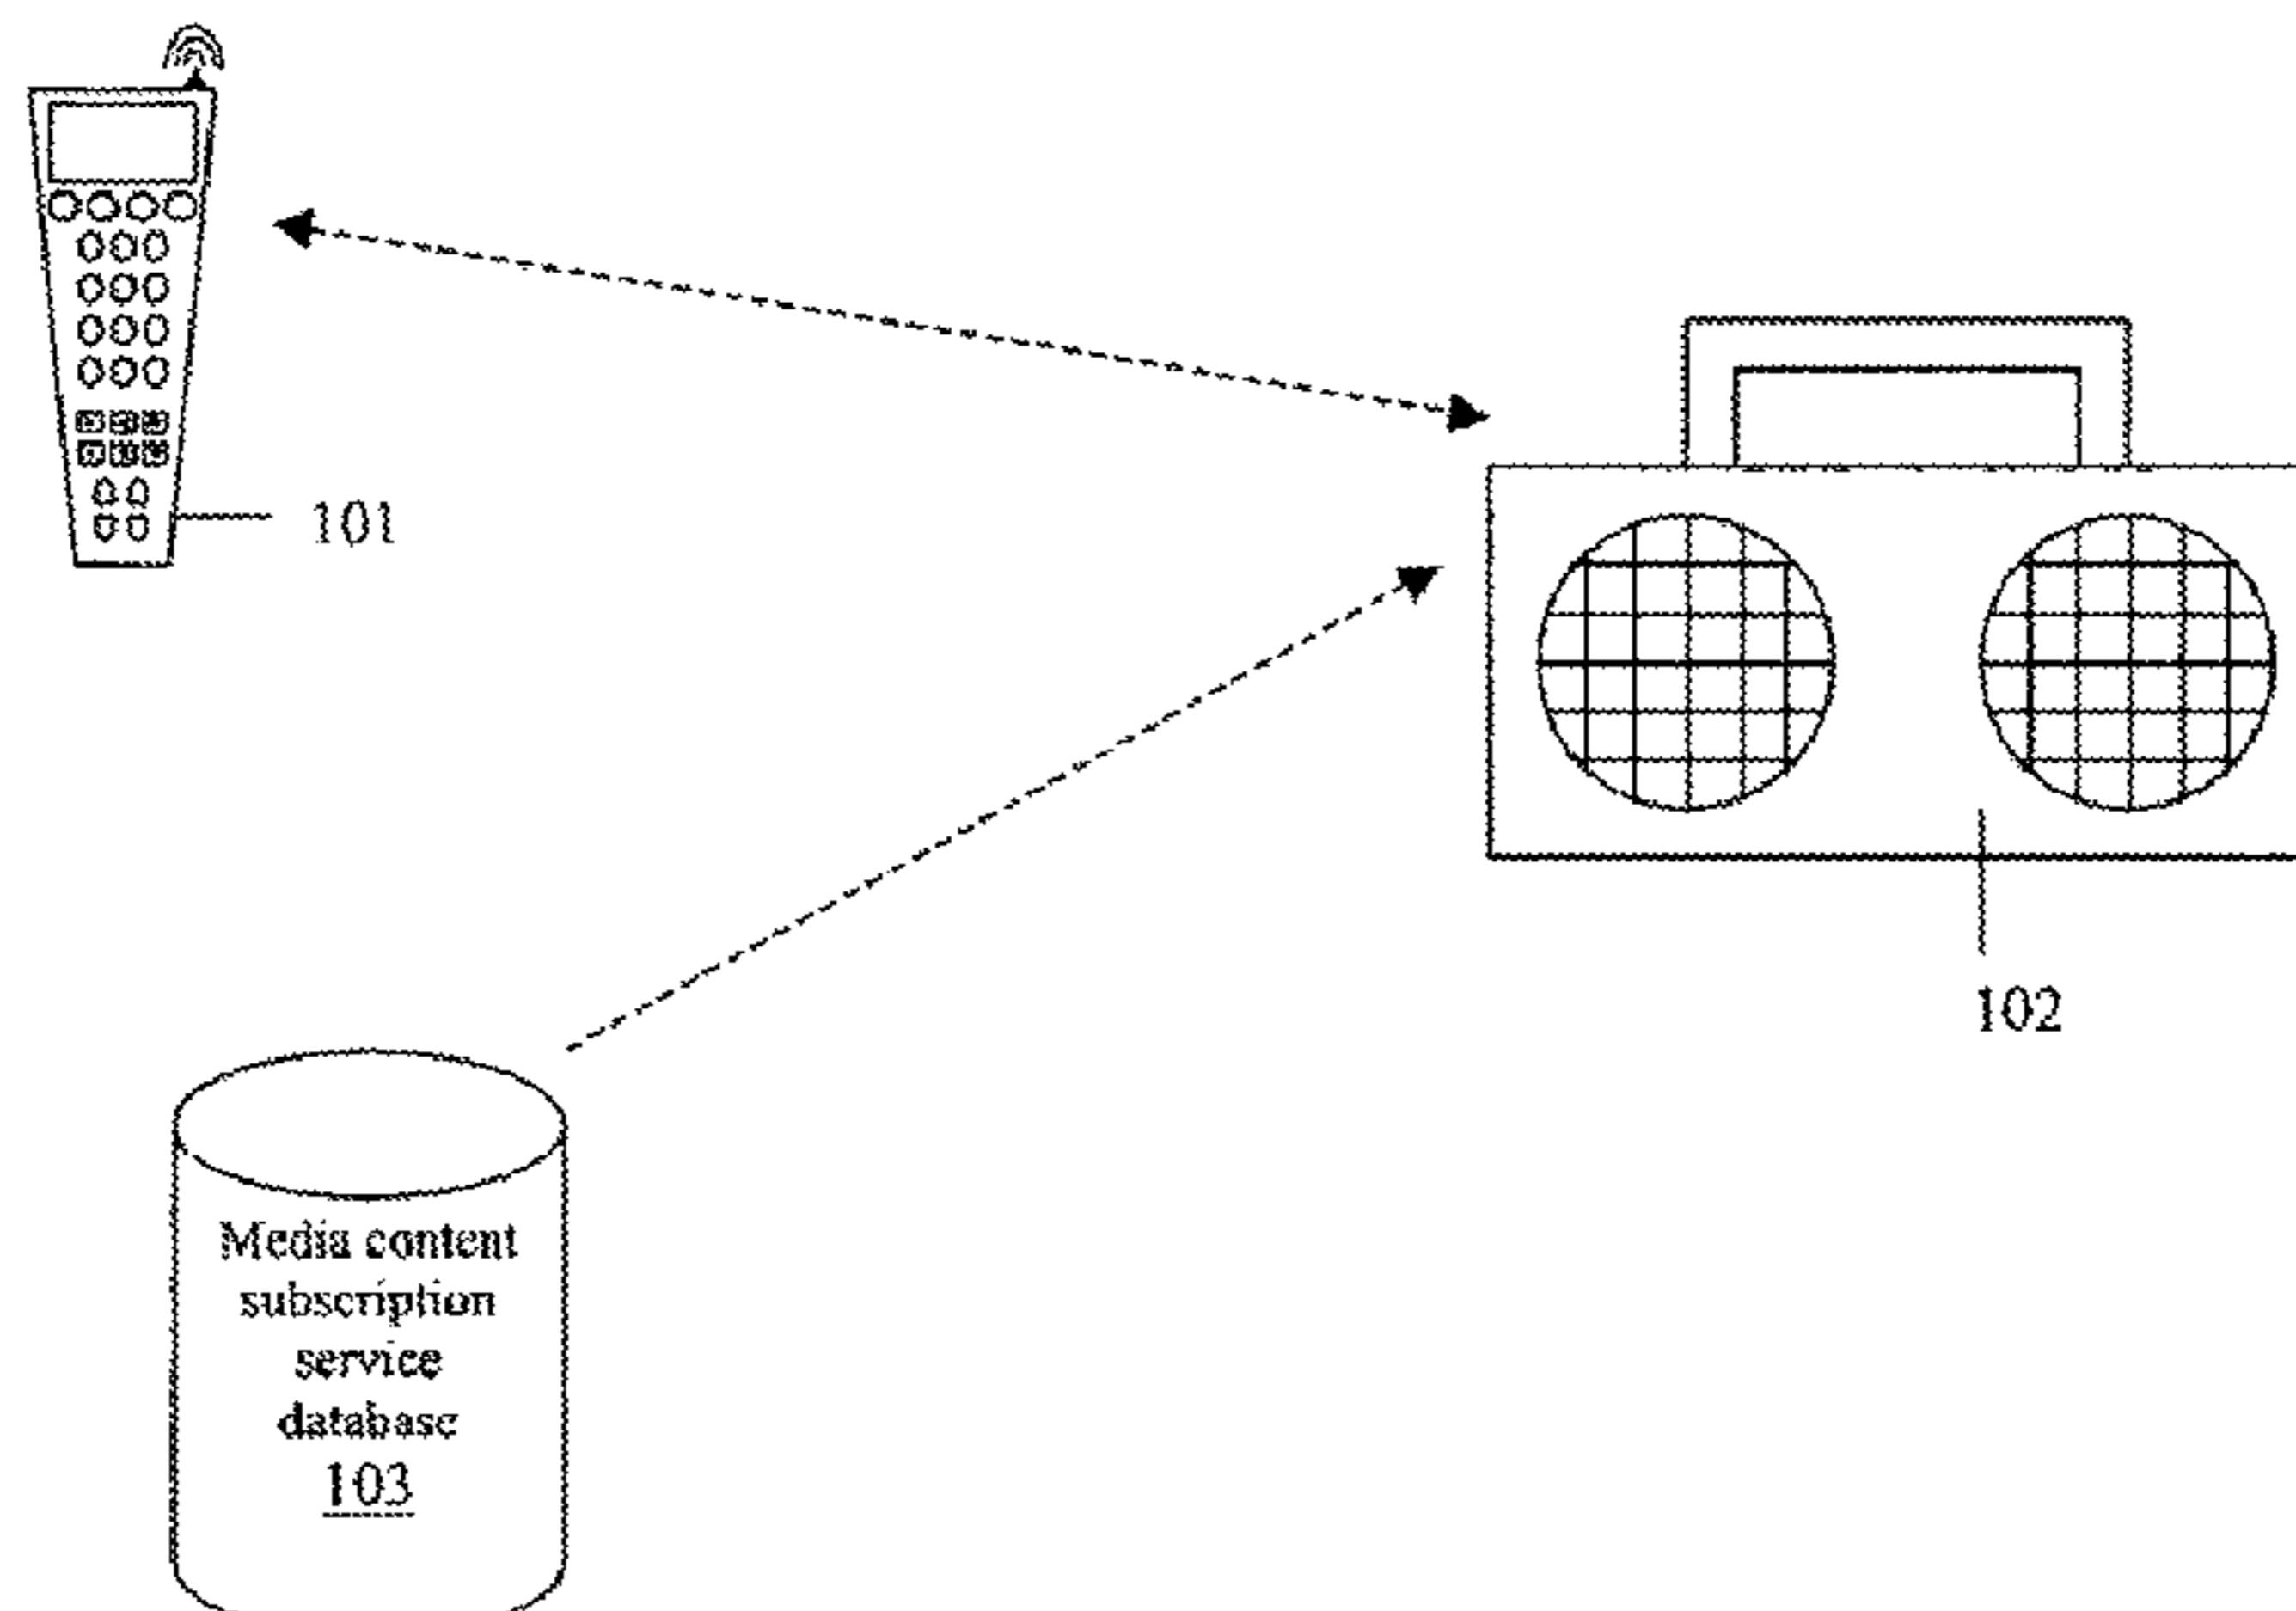 101
102
Media content
subscription
service
database
103